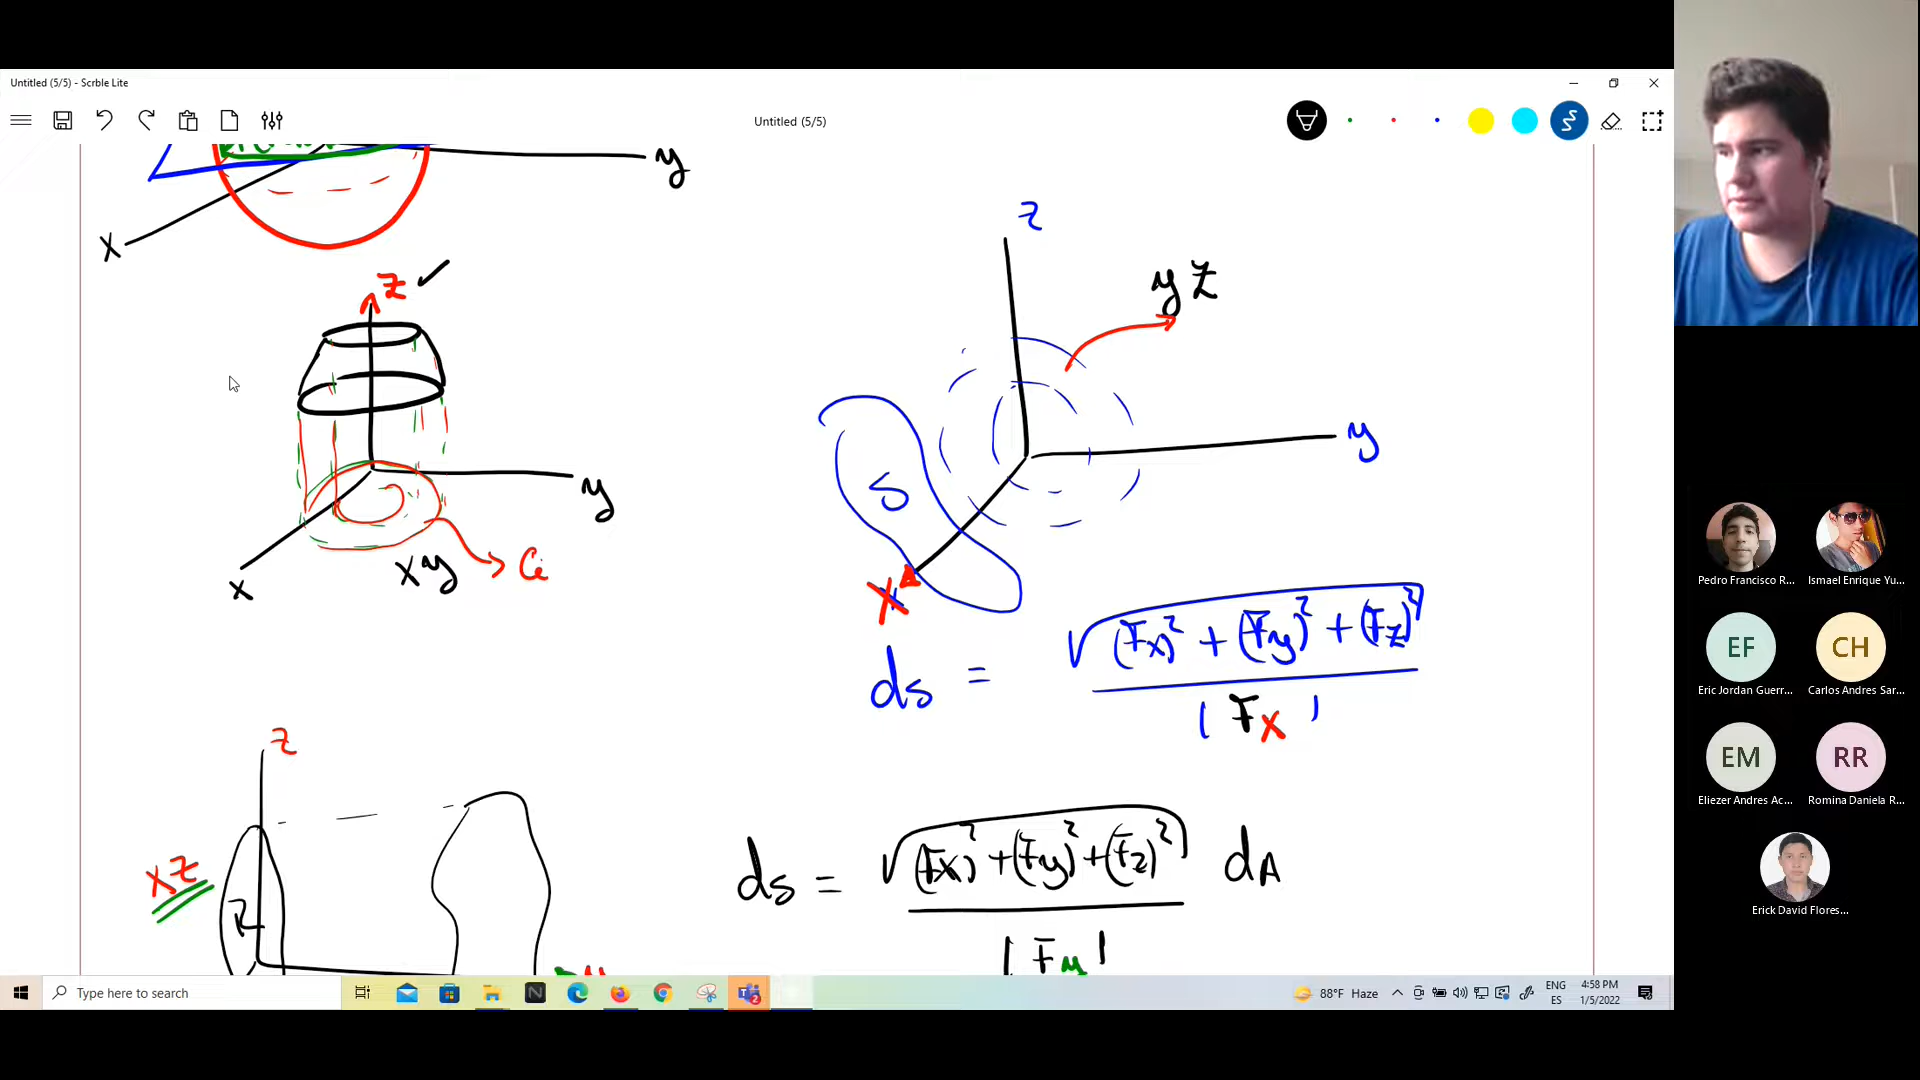 Untitled (5/5) - Scrble Lite
Untitled (5/5)
y
x
z
y
x
xy
z
yz
y
S
x
ds = √(Fx)² + (Fy)² + (Fz)²
| Fx |
z
xz
R
ds = √(Fx)² + (Fy)² + (Fz)² dA
| Fy |
Pedro Francisco R...
Ismael Enrique Yu...
EF
CH
Eric Jordan Guerr...
Carlos Andres Sar...
EM
RR
Eliezer Andres Ac...
Romina Daniela R...
Erick David Flores...
Type here to search
N
2
88°F Haze
ENG
ES
4:58 PM
1/5/2022